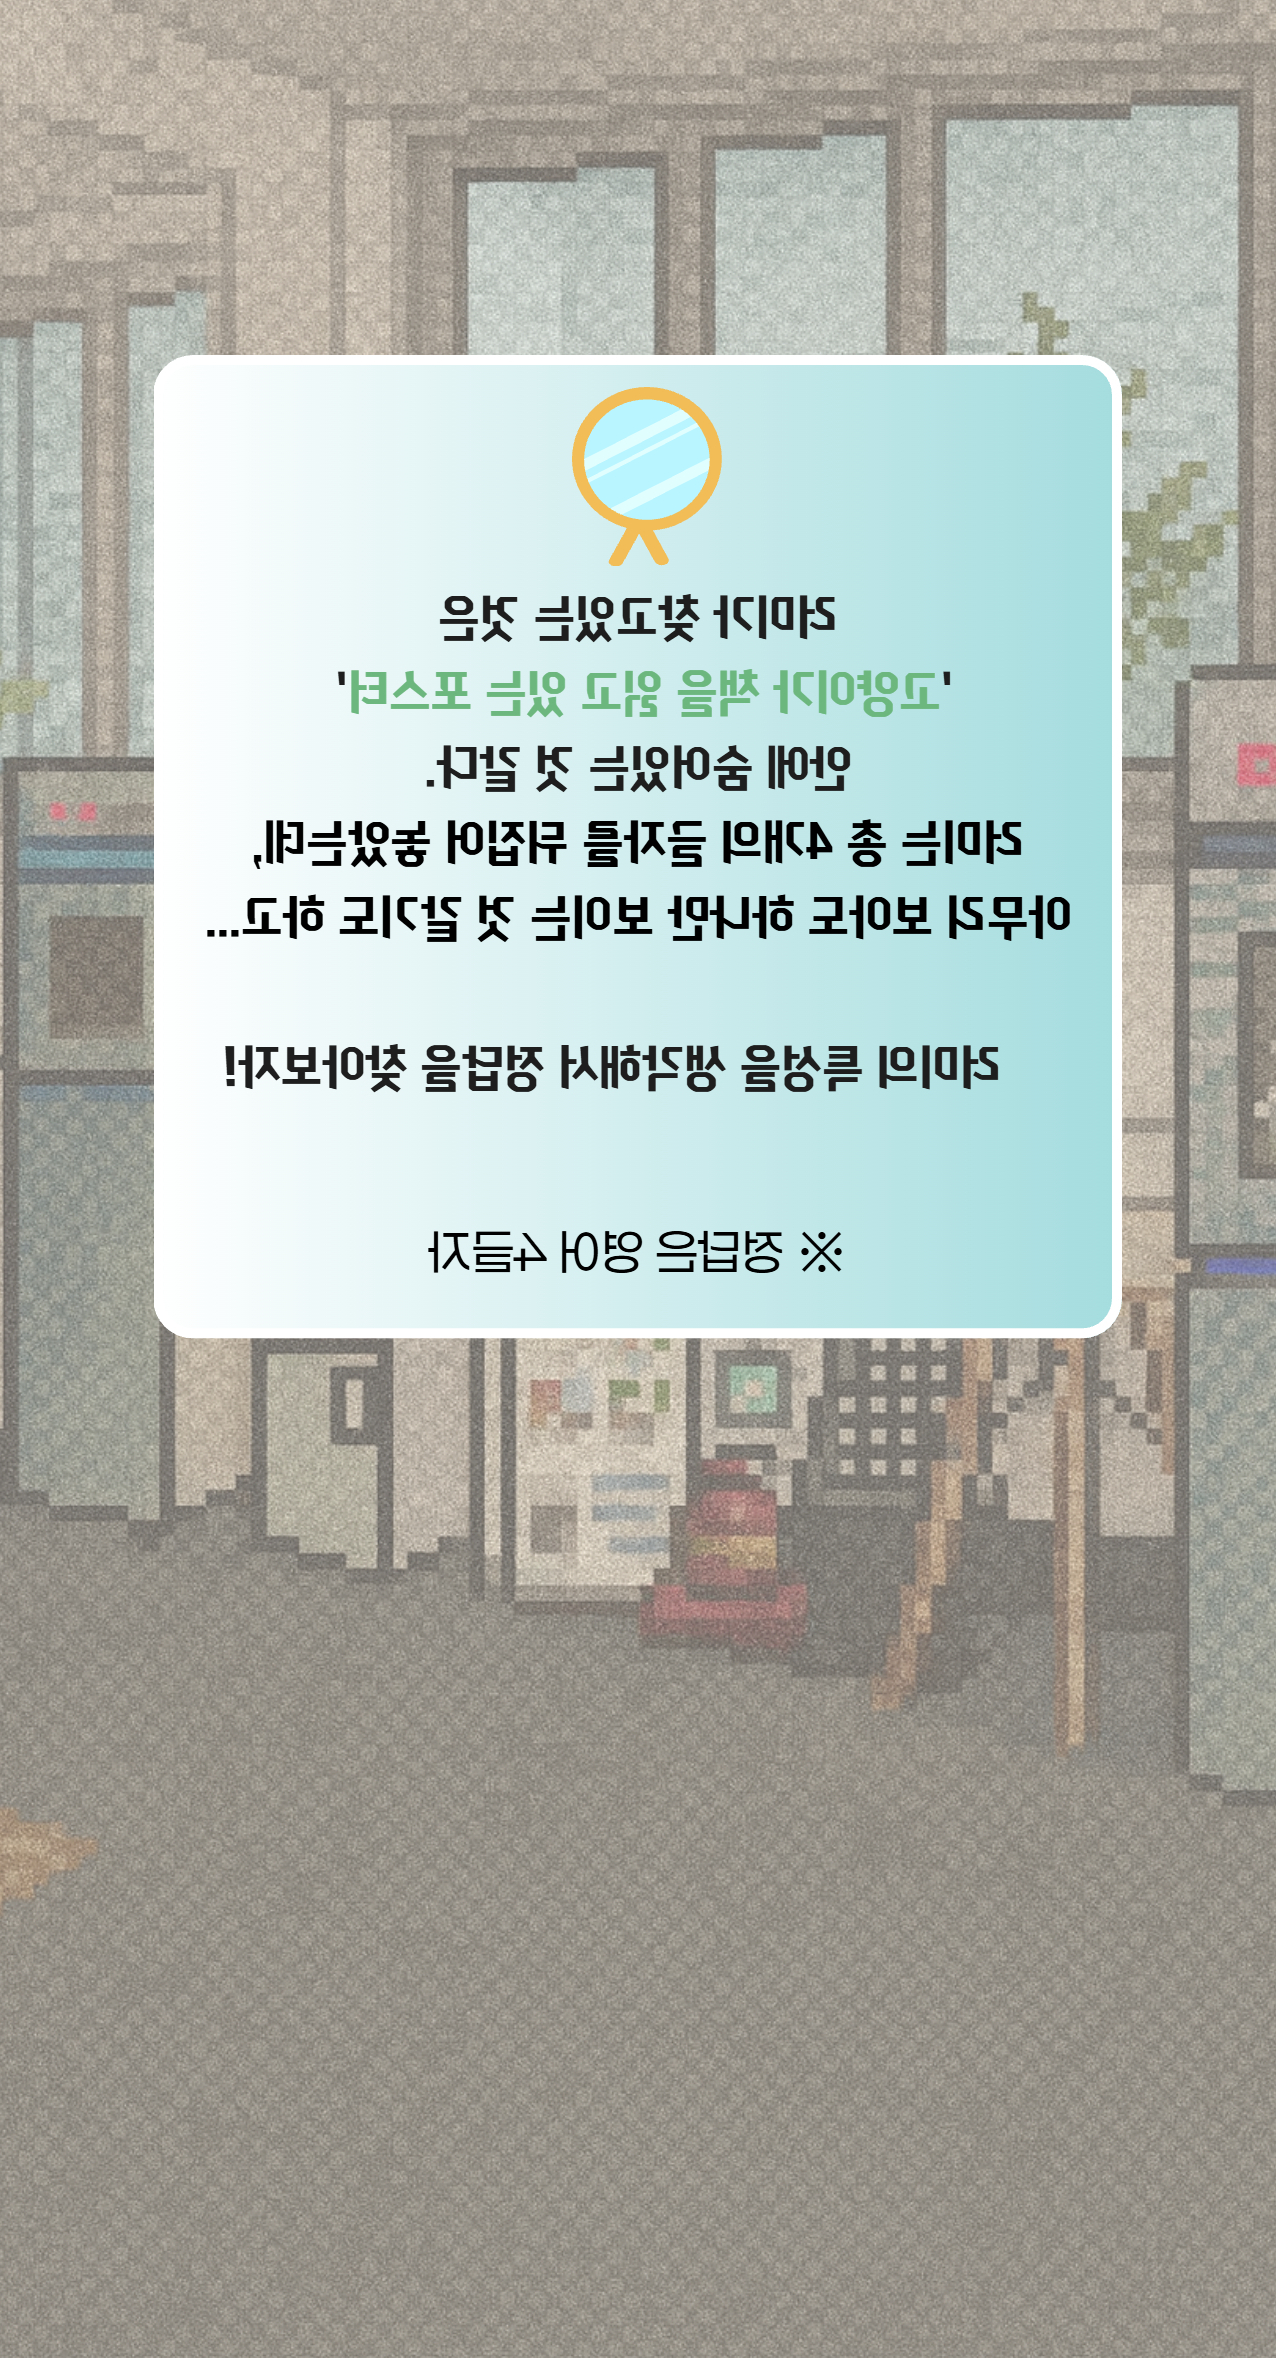 러미가 찾고있는 것은
'고양이가 책을 읽고 있는 포스터'
안에 숨어있는 것 같다.
러미는 총 4개의 글자를 뒤집어 놓았는데,
아무리 보아도 하나만 보이는 것 같기도 하고...
러미의 특성을 생각해서 정답을 찾아보자!
※ 정답은 영어 4글자